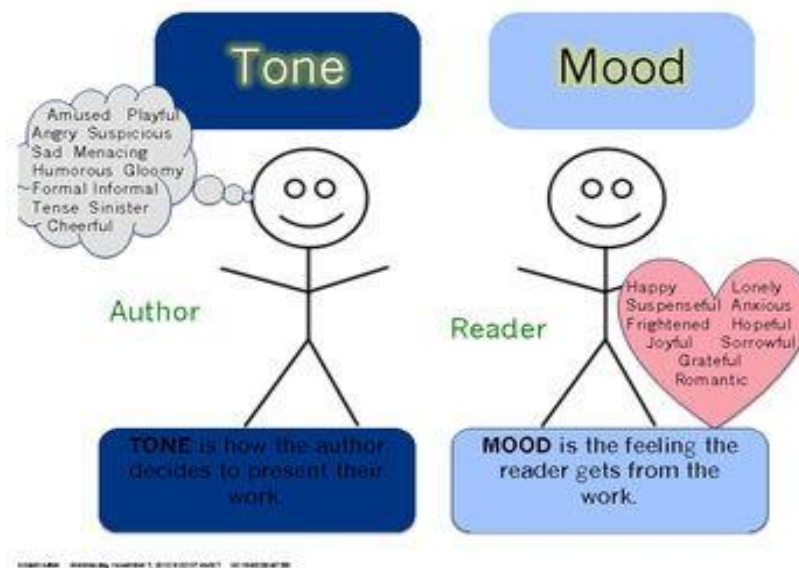 Tone
Mood
Amused Playful
Angry Suspicious
Sad Menacing
Humorous Gloomy
Formal Informal
Tense Sinister
Cheerful
Author
Reader
Happy Lonely
Suspenseful Anxious
Frightened Hopeful
Joyful Sorrowful
Grateful
Romantic
TONE is how the author
decides to present their
work.
MOOD is the feeling the
reader gets from the
work.